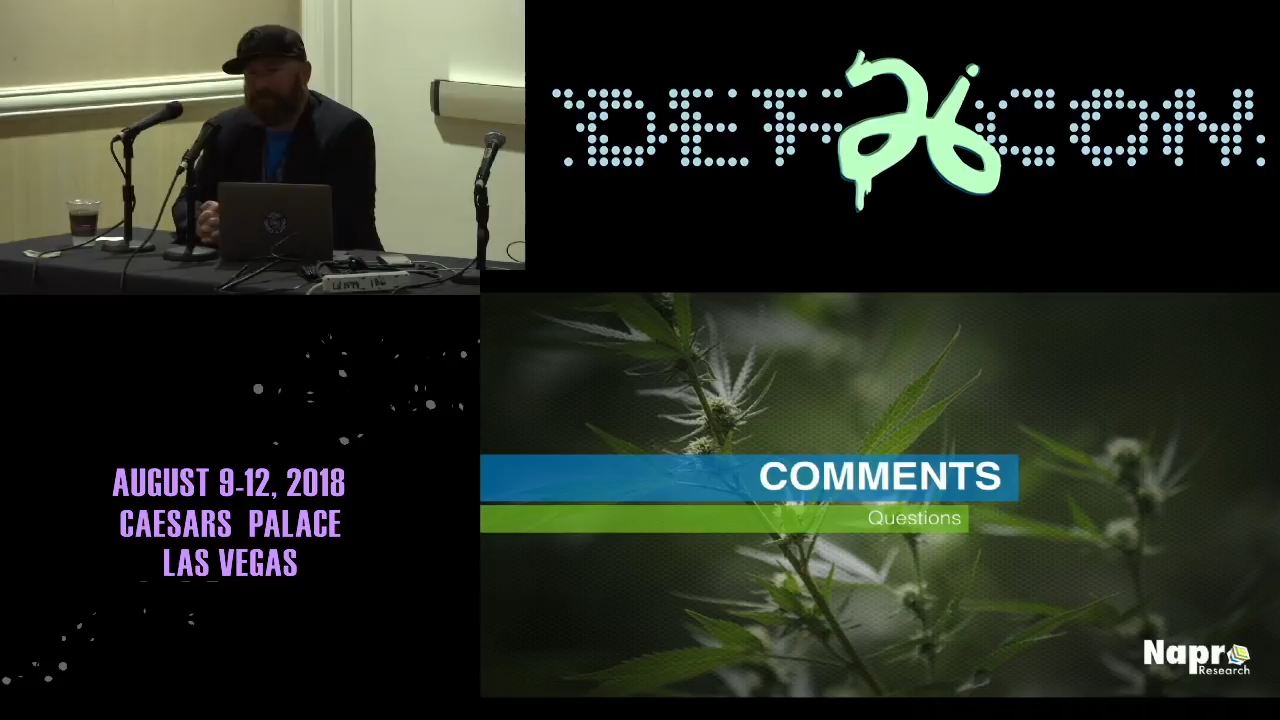 DEF 26 CON
COMMENTS
Questions
AUGUST 9-12, 2018
CAESARS PALACE
LAS VEGAS
Napro
Research